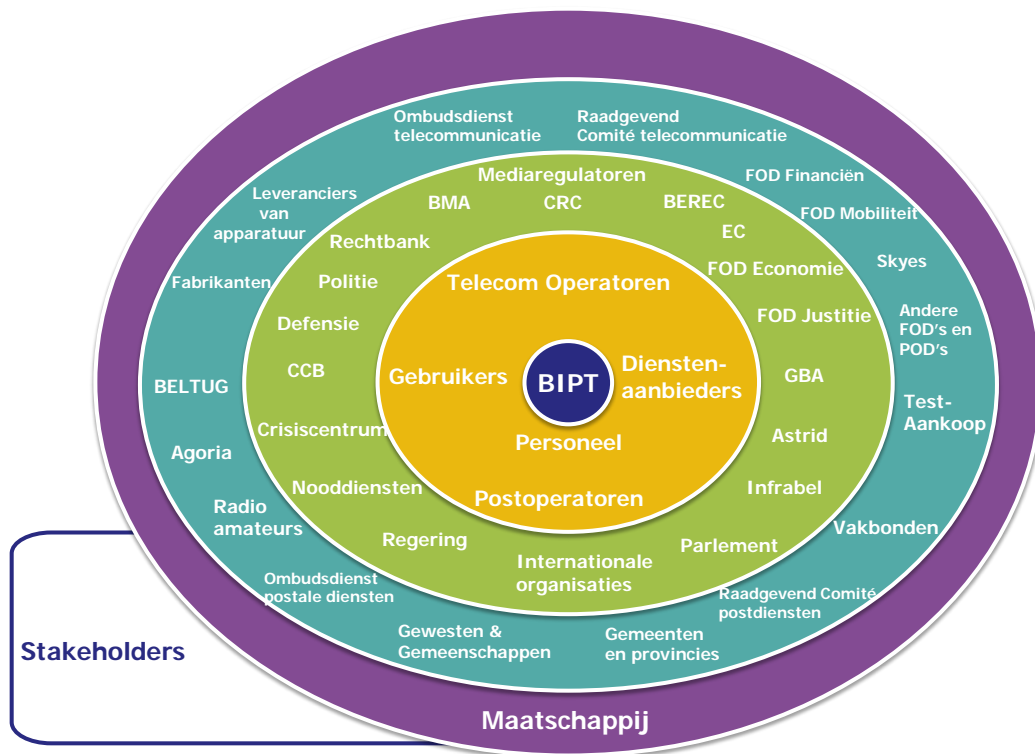 Ombudsdienst
telecommunicatie
Raadgevend
Comité telecommunicatie
FOD Financiën
FOD Mobiliteit
Skyes
Andere
FOD's en
POD's
Test-
Aankoop
Vakbonden
Raadgevend Comité
postdiensten
Gemeenten
en provincies
Gewesten &
Gemeenschappen
Ombudsdienst
postale diensten
Radio
amateurs
Agoria
BELTUG
Fabrikanten
Leveranciers
van
apparatuur
Mediaregulatoren
BMA
CRC
BEREC
EC
FOD Economie
FOD Justitie
GBA
Astrid
Infrabel
Parlement
Internationale
organisaties
Regering
Nooddiensten
Crisiscentrum
CCB
Defensie
Politie
Rechtbank
Telecom Operatoren
Gebruikers
BIPT
Diensten-
aanbieders
Personeel
Postoperatoren
Stakeholders
Maatschappij